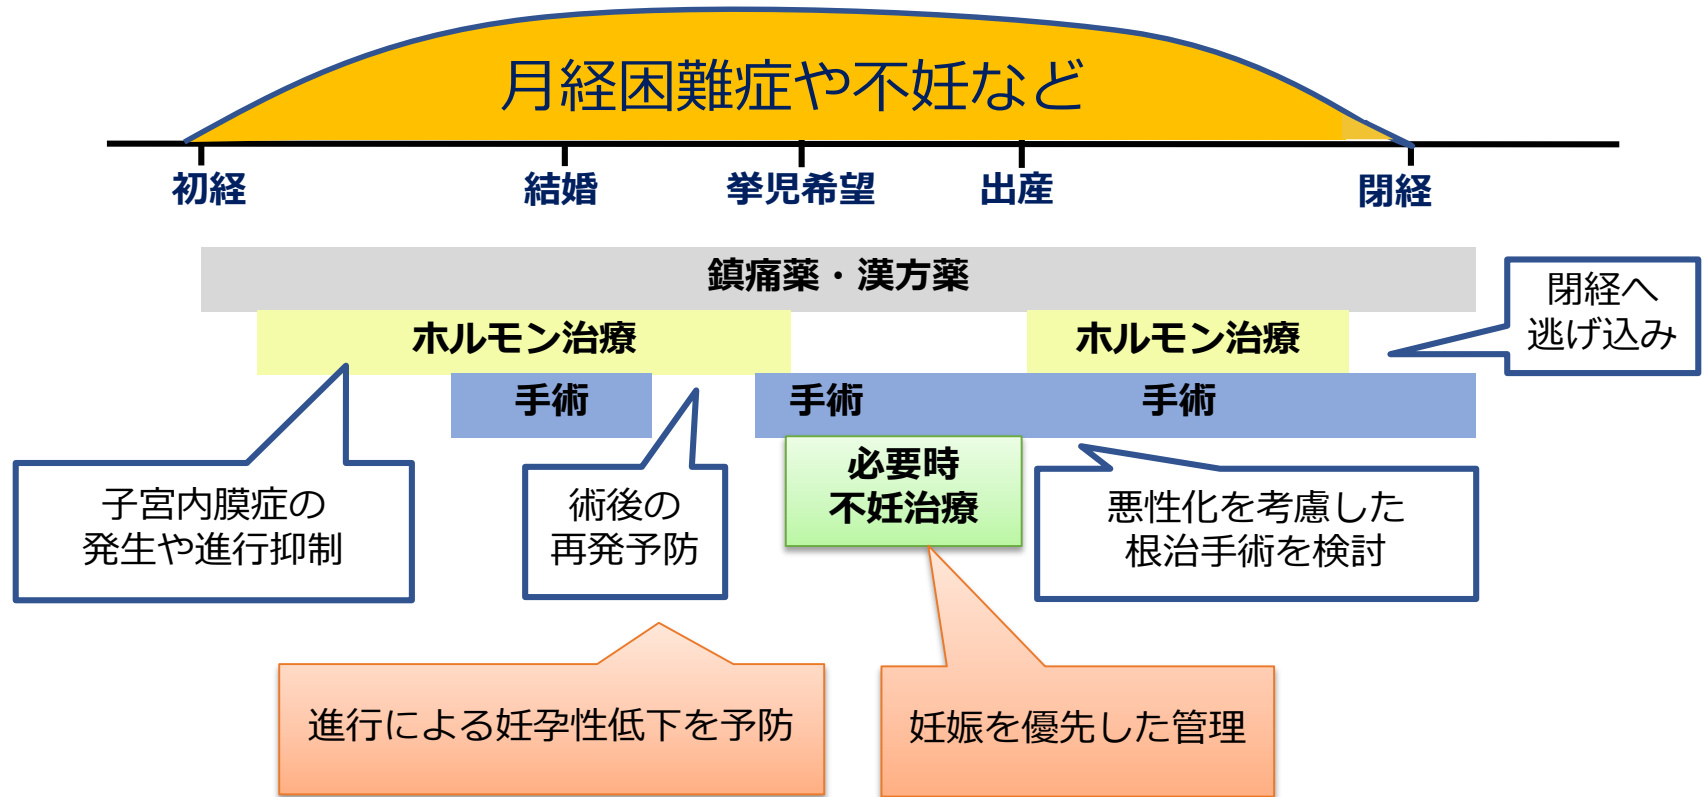 月経困難症や不妊など
初経
結婚
挙児希望
出産
閉経
鎮痛薬・漢方薬
閉経へ
逃げ込み
ホルモン治療
ホルモン治療
手術
手術
手術
子宮内膜症の
発生や進行抑制
術後の
再発予防
必要時
不妊治療
悪性化を考慮した
根治手術を検討
進行による妊孕性低下を予防
妊娠を優先した管理